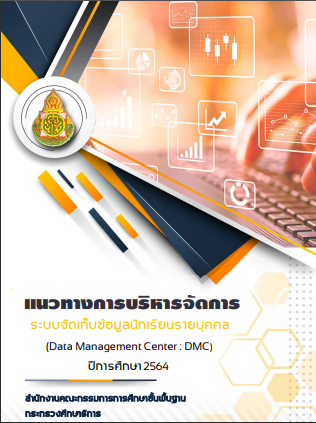 แนวทางการบริหารจัดการ
ระบบจัดเก็บข้อมูลนักเรียนรายบุคคล
(Data Management Center : DMC)
ปีการศึกษา 2564
สำนักงานคณะกรรมการการศึกษาขั้นพื้นฐาน
กระทรวงศึกษาธิการ